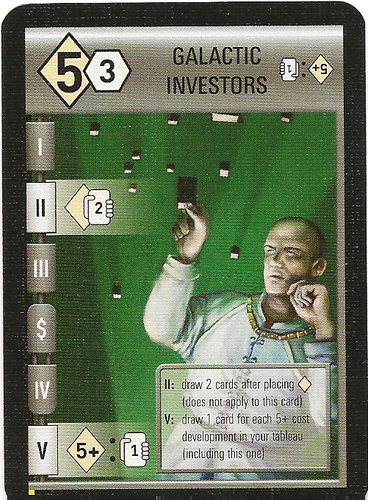 5 3
GALACTIC
INVESTORS
1 : 5+
I
II
2
III
$
IV
V
5+ : 1
II: draw 2 cards after placing
(does not apply to this card)
V: draw 1 card for each 5+ cost
development in your tableau
(including this one)